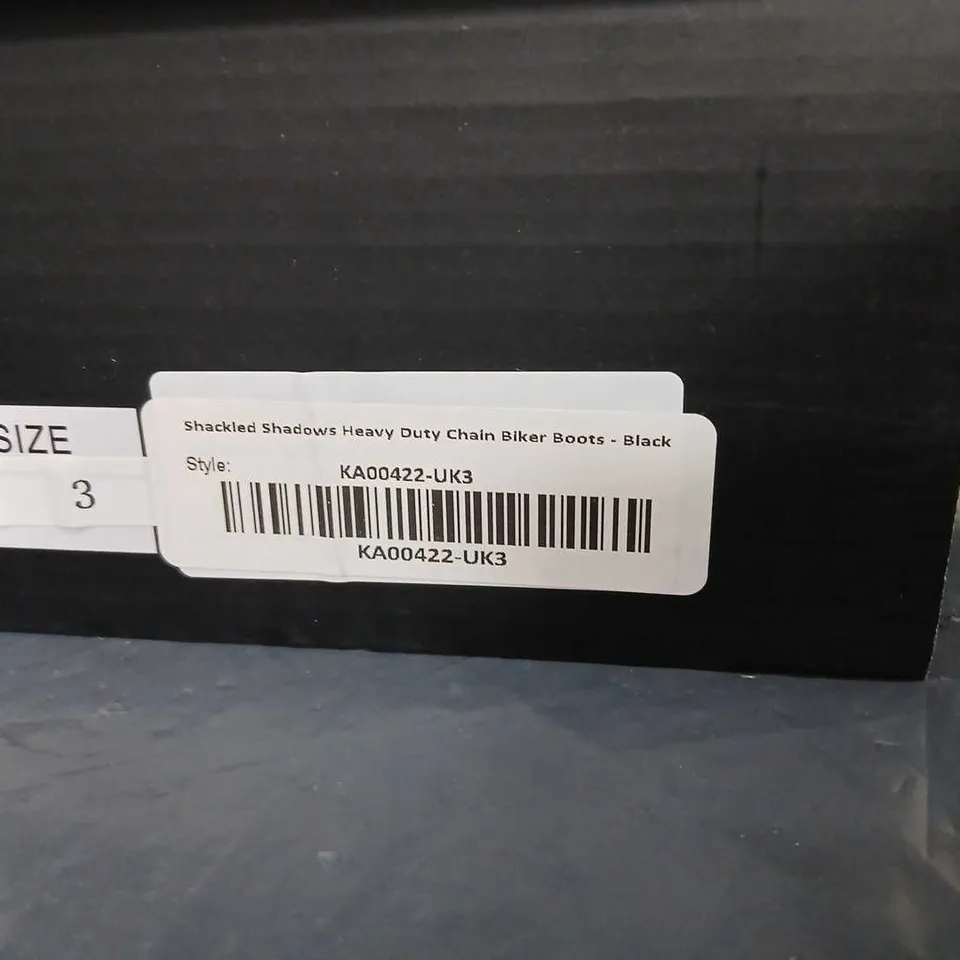 SIZE
3
Shackled Shadows Heavy Duty Chain Biker Boots - Black
Style:
KA00422-UK3
KA00422-UK3